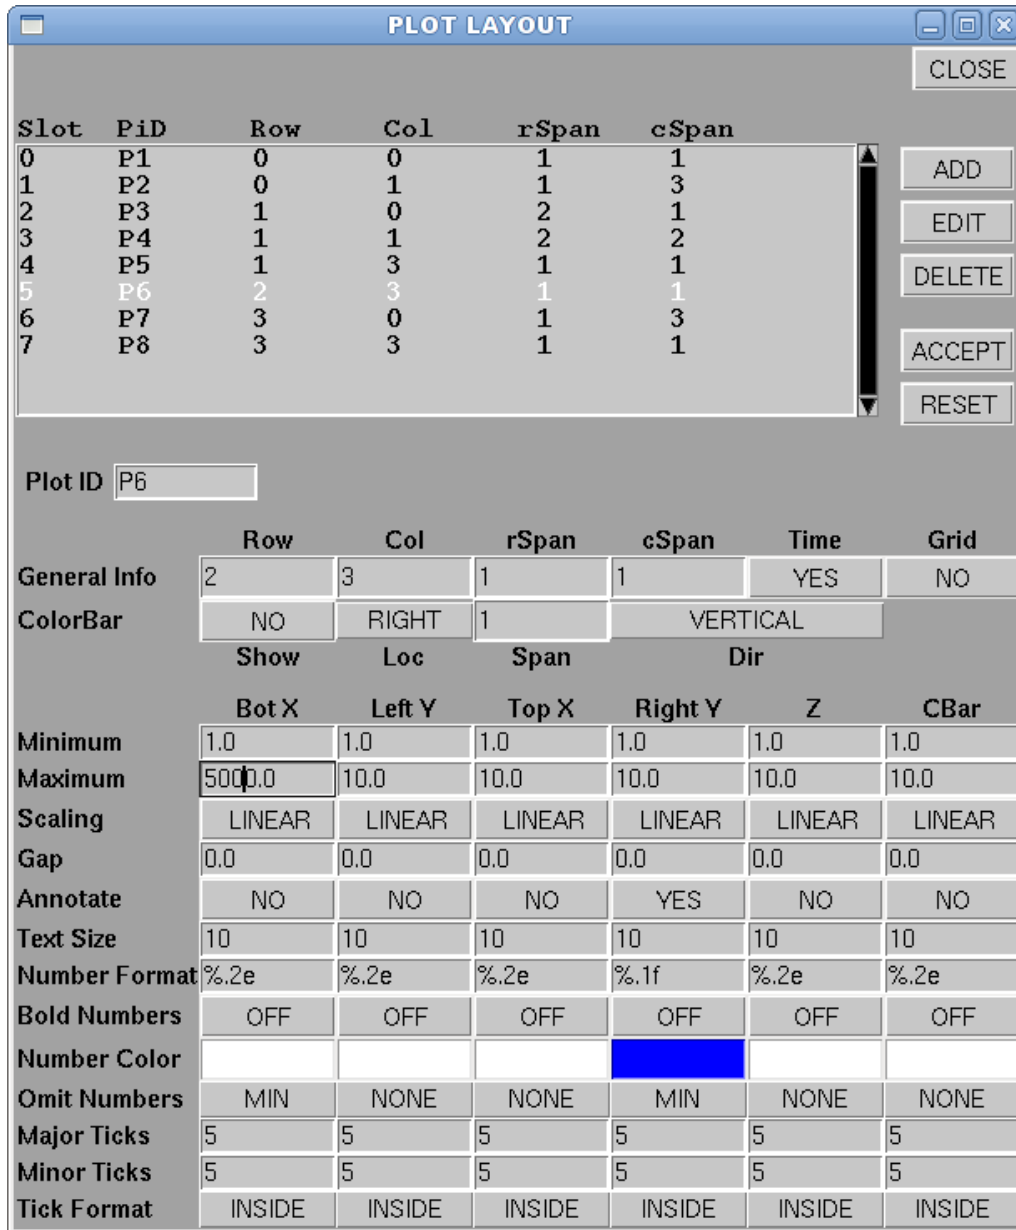 PLOT LAYOUT
CLOSE
Slot PiD Row Col rSpan cSpan
0 P1 0 0 1 1
1 P2 0 1 1 3
2 P3 1 0 2 1
3 P4 1 1 2 2
4 P5 1 3 1 1
5 P6 2 3 1 1
6 P7 3 0 1 3
7 P8 3 3 1 1
ADD
EDIT
DELETE
ACCEPT
RESET
Plot ID P6
Row Col rSpan cSpan Time Grid
General Info 2 3 1 1 YES NO
ColorBar NO RIGHT 1 VERTICAL
Show Loc Span Dir
Bot X Left Y Top X Right Y Z CBar
Minimum 1.0 1.0 1.0 1.0 1.0 1.0
Maximum 5000.0 10.0 10.0 10.0 10.0 10.0
Scaling LINEAR LINEAR LINEAR LINEAR LINEAR LINEAR
Gap 0.0 0.0 0.0 0.0 0.0 0.0
Annotate NO NO NO YES NO NO
Text Size 10 10 10 10 10 10
Number Format %.2e %.2e %.2e %.1f %.2e %.2e
Bold Numbers OFF OFF OFF OFF OFF OFF
Number Color
Omit Numbers MIN NONE NONE MIN NONE NONE
Major Ticks 5 5 5 5 5 5
Minor Ticks 5 5 5 5 5 5
Tick Format INSIDE INSIDE INSIDE INSIDE INSIDE INSIDE